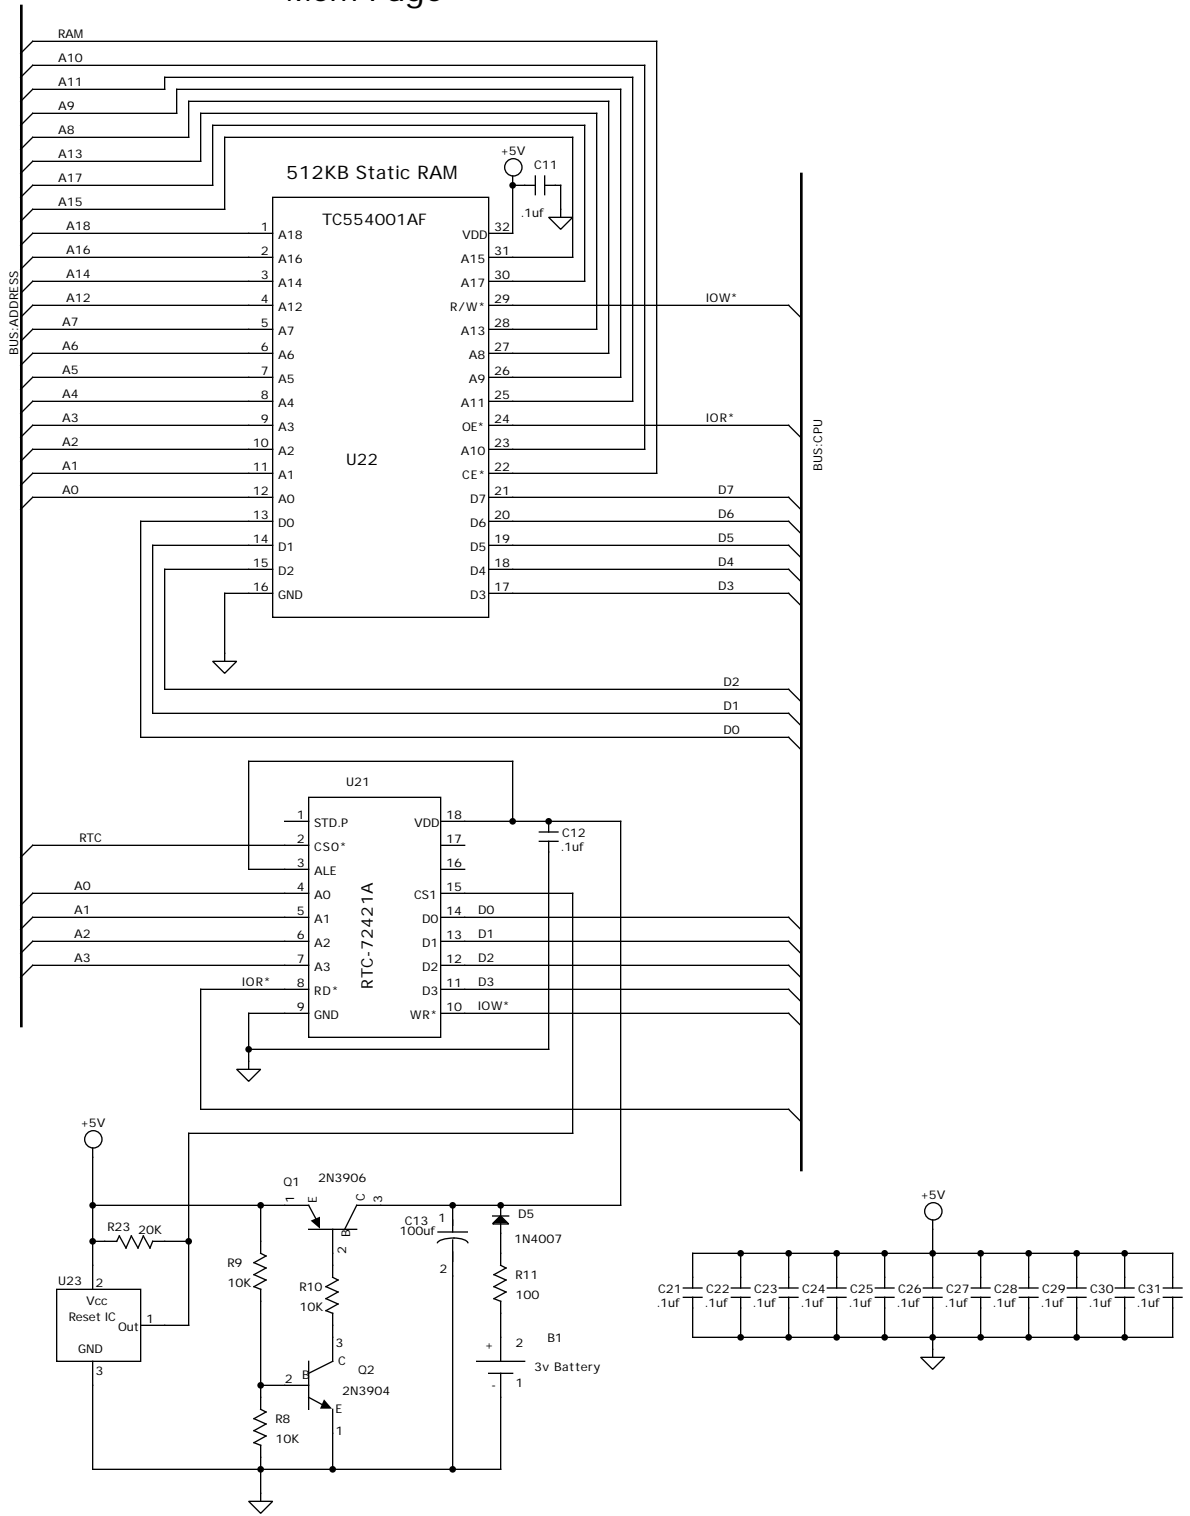 Mem Page
RAM
A10
A11
A9
A8
A13
A17
A15
A18
A16
A14
A12
A7
A6
A5
A4
A3
A2
A1
A0
BUS:ADDRESS
512KB Static RAM
+5V
C11
.1uf
TC554001AF
1 A18
2 A16
3 A14
4 A12
5 A7
6 A6
7 A5
8 A4
9 A3
10 A2
11 A1
12 A0
13 D0
14 D1
15 D2
16 GND
U22
VDD 32
A15 31
A17 30
R/W* 29
A13 28
A8 27
A9 26
A11 25
OE* 24
A10 23
CE* 22
D7 21
D6 20
D5 19
D4 18
D3 17
IOW*
IOR*
D7
D6
D5
D4
D3
D2
D1
D0
BUS:CPU
U21
RTC-72421A
1 STD.P
2 CS0*
3 ALE
4 A0
5 A1
6 A2
7 A3
8 RD*
9 GND
VDD 18
17
16
CS1 15
D0 14 D0
D1 13 D1
D2 12 D2
D3 11 D3
WR* 10 IOW*
C12
.1uf
RTC
A0
A1
A2
A3
IOR*
+5V
R23 20K
U23
2
Vcc
Reset IC
Out 1
GND
3
R9
10K
Q1
2N3906
1 E
C 3
B
2
R10
10K
3
C
Q2
2N3904
2 B
E
1
R8
10K
C13
100uf
1
2
D5
1N4007
R11
100
B1
+ 2
3v Battery
- 1
+5V
C21
.1uf
C22
.1uf
C23
.1uf
C24
.1uf
C25
.1uf
C26
.1uf
C27
.1uf
C28
.1uf
C29
.1uf
C30
.1uf
C31
.1uf